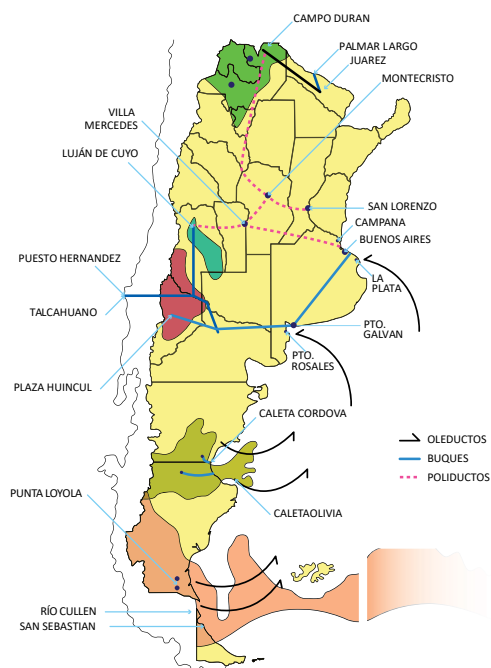 CAMPO DURAN
PALMAR LARGO
JUAREZ
MONTECRISTO
VILLA
MERCEDES
LUJÁN DE CUYO
SAN LORENZO
CAMPANA
BUENOS AIRES
PUESTO HERNANDEZ
LA
PLATA
TALCAHUANO
PTO.
GALVAN
PTO.
ROSALES
PLAZA HUINCUL
CALETA CORDOVA
OLEDUCTOS
BUQUES
POLIDUCTOS
PUNTA LOYOLA
CALETAOLIVIA
RÍO CULLEN
SAN SEBASTIAN